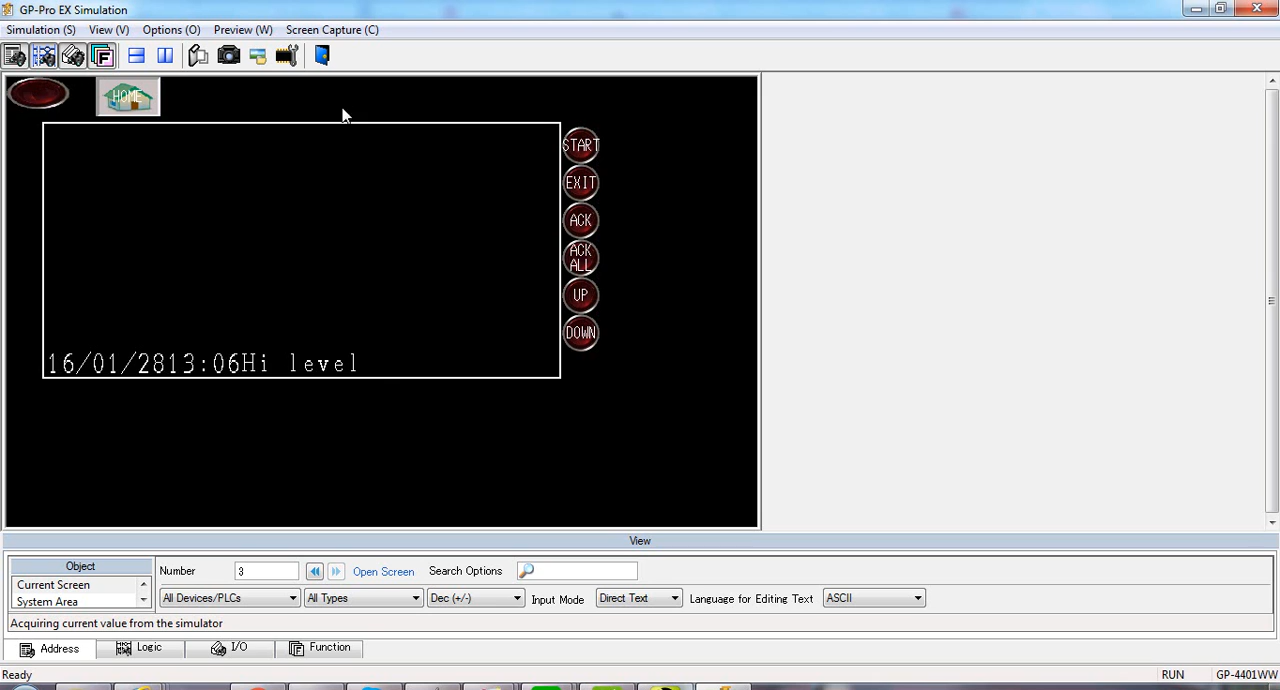 GP-Pro EX Simulation
Simulation (S) View (V) Options (O) Preview (W) Screen Capture (C)
HOME
START
EXIT
ACK
ACK
ALL
UP
DOWN
16/01/2813:06Hi level
View
Object
Current Screen
System Area
Number 3 Open Screen Search Options
All Devices/PLCs All Types Dec (+/-) Input Mode Direct Text Language for Editing Text ASCII
Acquiring current value from the simulator
Address Logic I/O Function
Ready RUN GP-4401WW